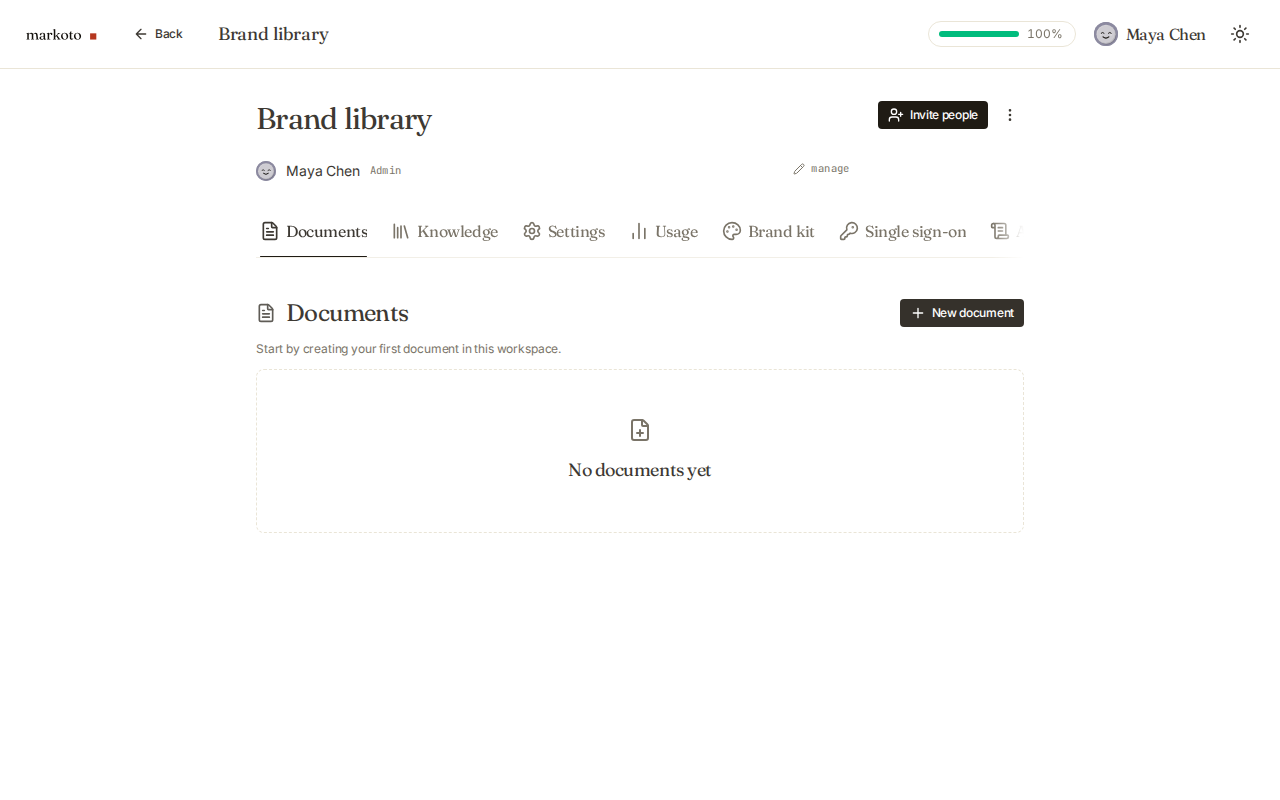 markoto
Back
Brand library
100%
Maya Chen
Brand library
Invite people
Maya Chen Admin
manage
Documents
Knowledge
Settings
Usage
Brand kit
Single sign-on
Documents
New document
Start by creating your first document in this workspace.
No documents yet